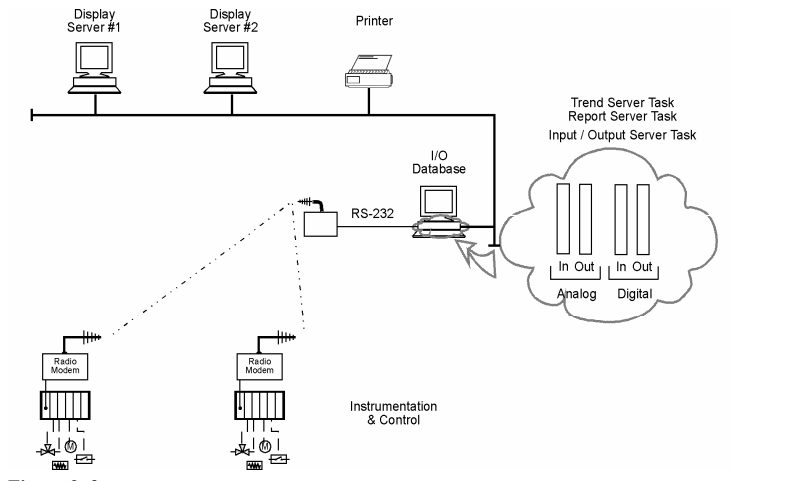 Display
Server #1
Display
Server #2
Printer
Trend Server Task
Report Server Task
Input / Output Server Task
I/O
Database
RS-232
In Out
In Out
Analog
Digital
Radio
Modem
Radio
Modem
M
M
Instrumentation
& Control